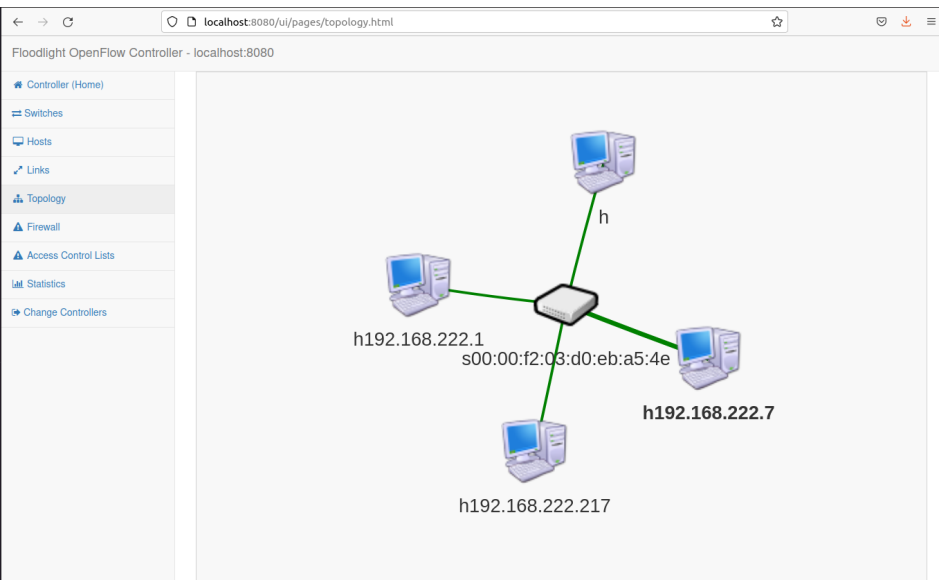 localhost:8080/ui/pages/topology.html
Floodlight OpenFlow Controller - localhost:8080
Controller (Home)
Switches
Hosts
Links
Topology
Firewall
Access Control Lists
Statistics
Change Controllers
h
h192.168.222.1
s00:00:f2:03:d0:eb:a5:4e
h192.168.222.7
h192.168.222.217